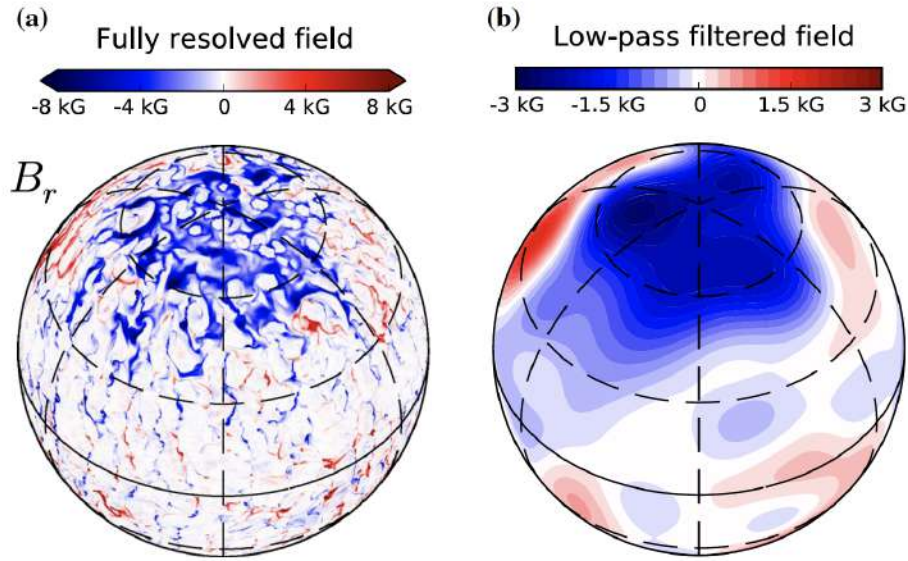 (a)
Fully resolved field
-8 kG -4 kG 0 4 kG 8 kG
B_r
(b)
Low-pass filtered field
-3 kG -1.5 kG 0 1.5 kG 3 kG